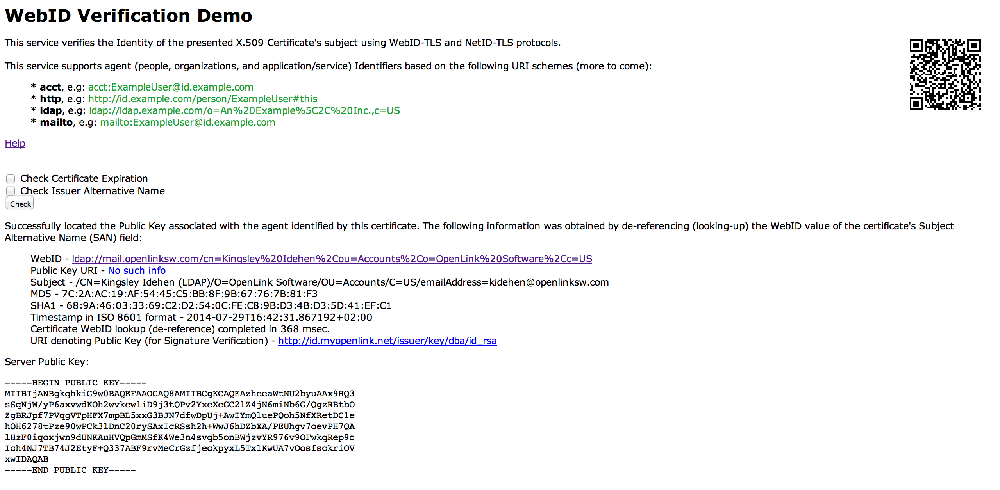 WebID Verification Demo
This service verifies the Identity of the presented X.509 Certificate's subject using WebID-TLS and NetID-TLS protocols.
This service supports agent (people, organizations, and application/service) Identifiers based on the following URI schemes (more to come):
* acct, e.g: acct:ExampleUser@id.example.com
* http, e.g: http://id.example.com/person/ExampleUser#this
* ldap, e.g: ldap://ldap.example.com/o=An%20Example%5C2C%20Inc.,c=US
* mailto, e.g: mailto:ExampleUser@id.example.com
Help
Check Certificate Expiration
Check Issuer Alternative Name
Check
Successfully located the Public Key associated with the agent identified by this certificate. The following information was obtained by de-referencing (looking-up) the WebID value of the certificate's Subject
Alternative Name (SAN) field:
WebID - ldap://mail.openlinksw.com/cn=Kingsley%20Idehen%2Cou=Accounts%2Co=OpenLink%20Software%2Cc=US
Public Key URI - No such info
Subject - /CN=Kingsley Idehen (LDAP)/O=OpenLink Software/OU=Accounts/C=US/emailAddress=kidehen@openlinksw.com
MD5 - 7C:2A:AC:19:AF:54:45:C5:BB:8F:9B:67:76:7B:81:F3
SHA1 - 68:9A:46:03:33:69:C2:D2:54:0C:FE:C8:9B:D3:4B:D3:5D:41:EF:C1
Timestamp in ISO 8601 format - 2014-07-29T16:42:31.867192+02:00
Certificate WebID lookup (de-reference) completed in 368 msec.
URI denoting Public Key (for Signature Verification) - http://id.myopenlink.net/issuer/key/dba/id_rsa
Server Public Key:
-----BEGIN PUBLIC KEY-----
MIIBIjANBgkqhkiG9w0BAQEFAAOCAQ8AMIIBCgKCAQEAzheeaWtNU2byuAAx9HQ3
sSqNjW/yP6axvwdKOh2wvkewliD9j3tQPv2YxeXeGC2lZ4jN6miNb6G/QgzRBtbO
ZgBRJpf7PVqgVTpHFX7mpBL5xxG3BJN7dfwDpUj+AwIYmQluePQoh5NfXRetDC1e
hOH6278tPze90wPCk3lDnC20rySAxIcRSsh2h+WwJ6hDZbXA/PEUhgv7oevPH7QA
lHzF0iqoxjwn9dUNKAuHVQpGmMSfK4We3n4svqb5onBWjzvYR976v9OFwkqRep9c
Ich4NJ7TB74J2EtyF+Q337ABF9rvMeCrGzfjeckpyxL5TxlKwUA7vOosfsckriOV
xwIDAQAB
-----END PUBLIC KEY-----